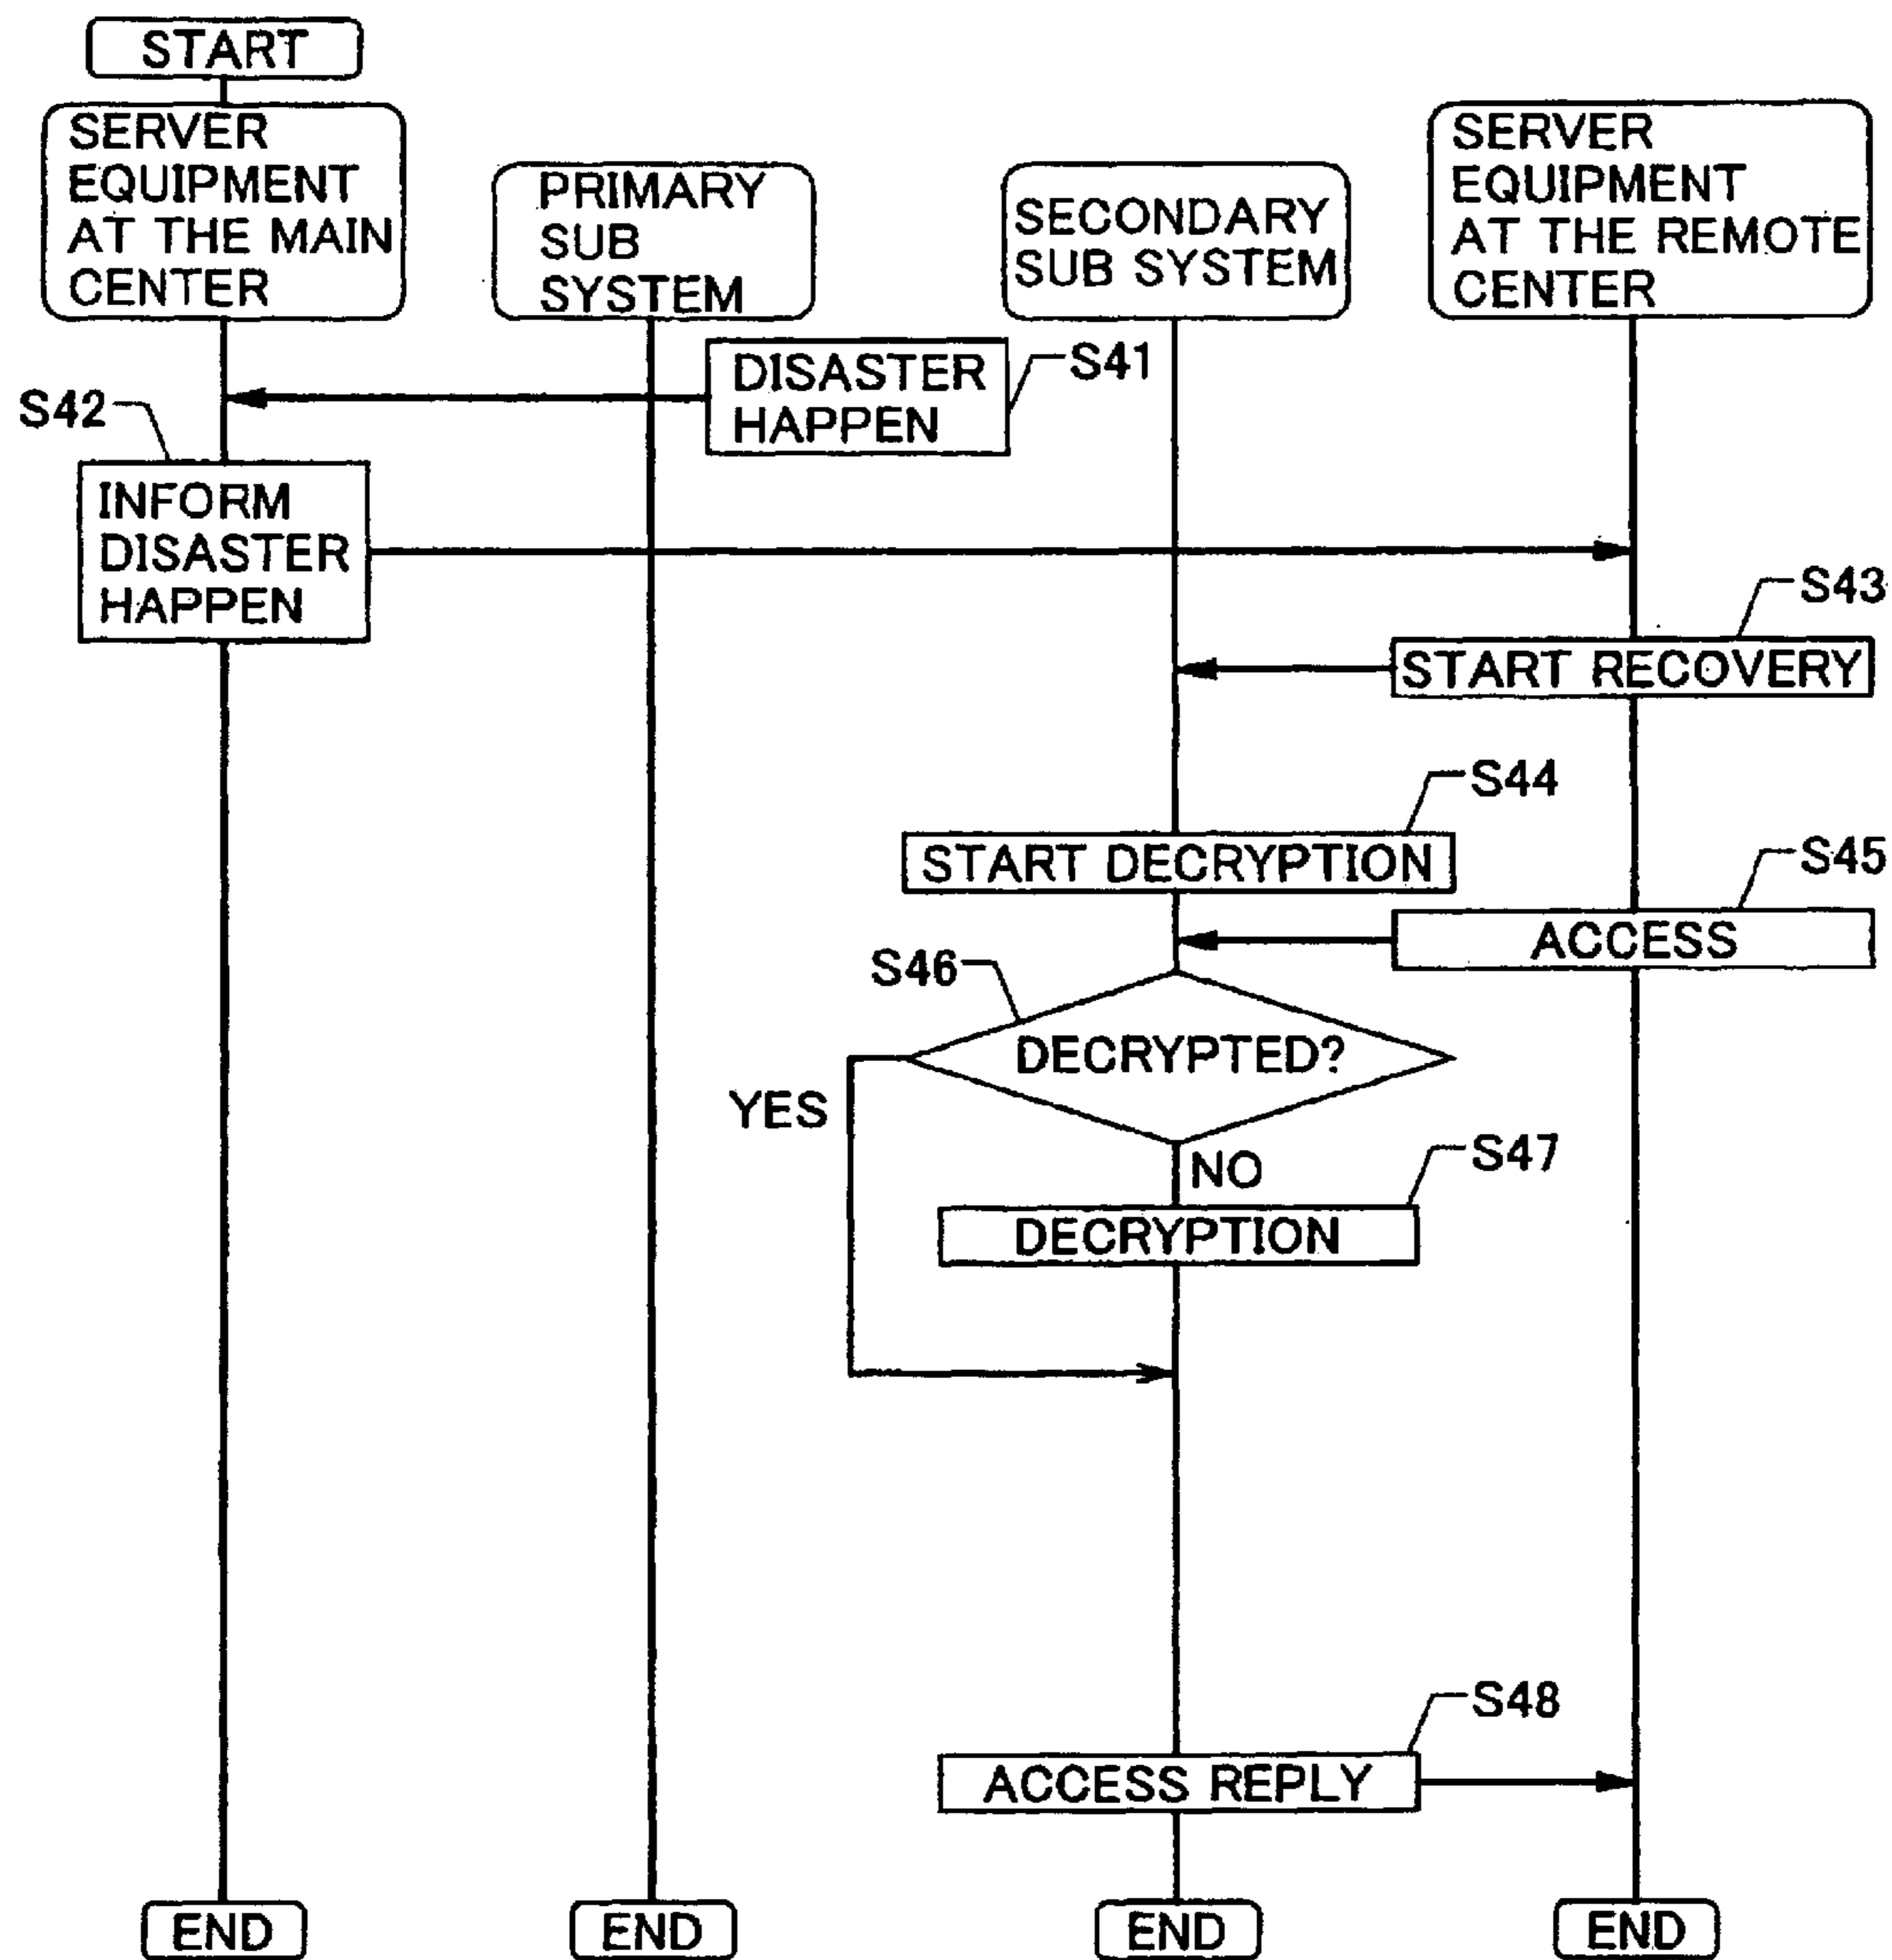 START
SERVER
EQUIPMENT
AT THE MAIN
CENTER
PRIMARY
SUB
SYSTEM
SECONDARY
SUB SYSTEM
SERVER
EQUIPMENT
AT THE REMOTE
CENTER
DISASTER
HAPPEN
S41
S42
INFORM
DISASTER
HAPPEN
S43
START RECOVERY
S44
START DECRYPTION
S45
ACCESS
S46
DECRYPTED?
YES
NO
S47
DECRYPTION
S48
ACCESS REPLY
END
END
END
END